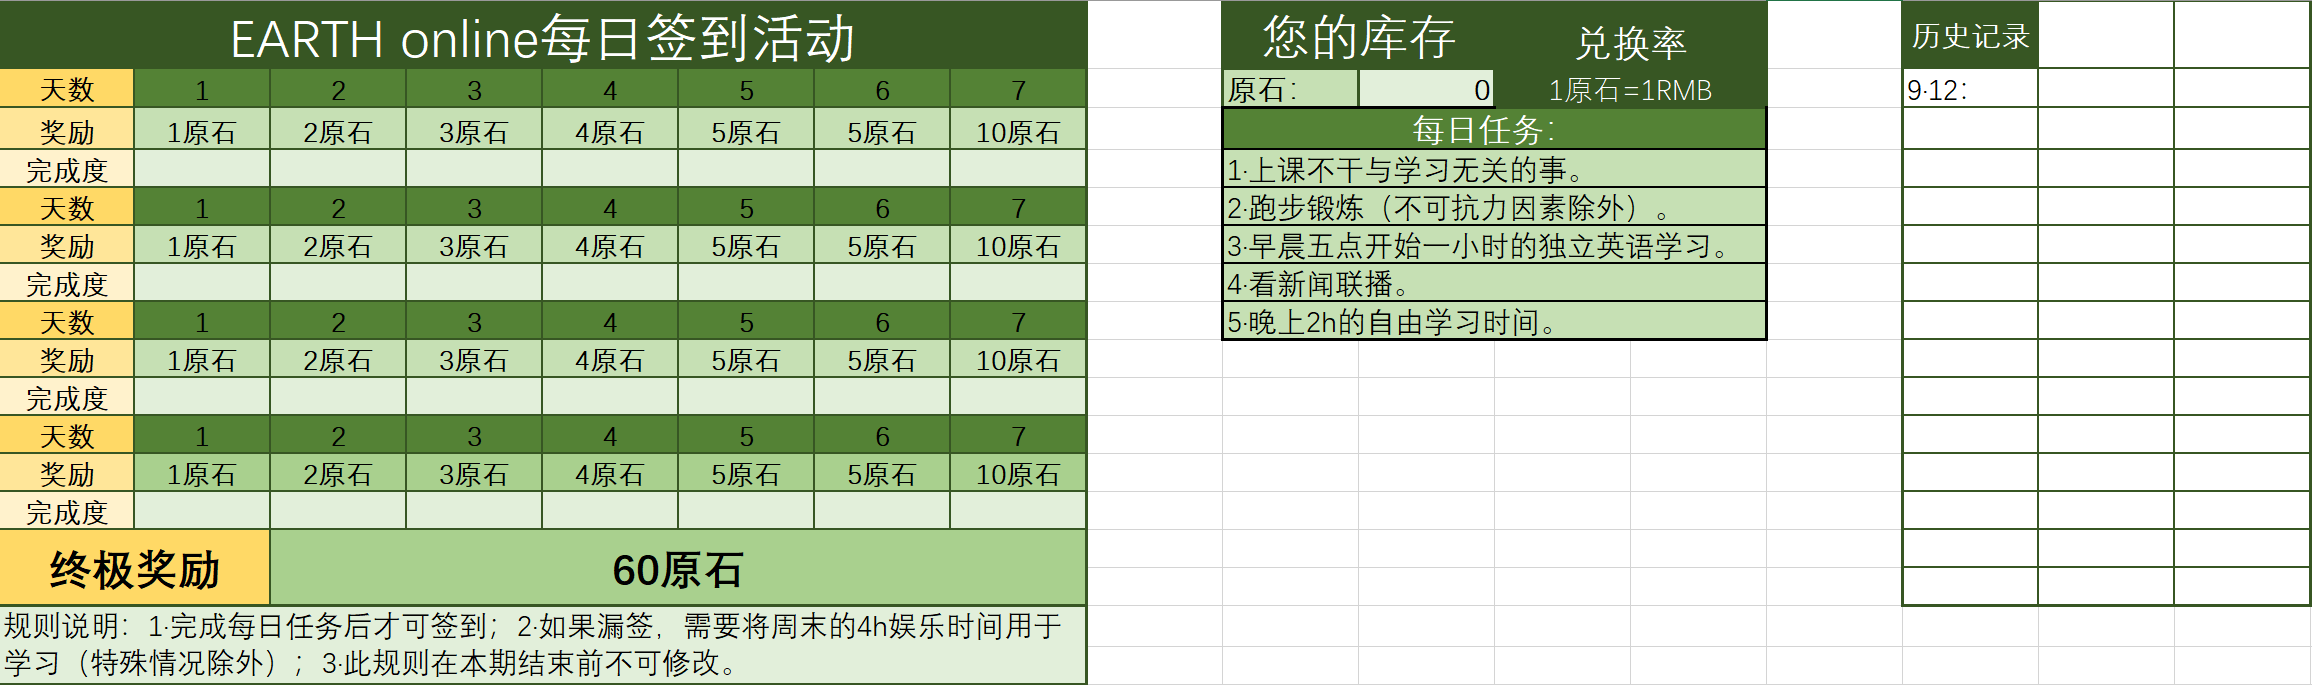 EARTH online每日签到活动
天数 1 2 3 4 5 6 7
奖励 1原石 2原石 3原石 4原石 5原石 5原石 10原石
完成度
天数 1 2 3 4 5 6 7
奖励 1原石 2原石 3原石 4原石 5原石 5原石 10原石
完成度
天数 1 2 3 4 5 6 7
奖励 1原石 2原石 3原石 4原石 5原石 5原石 10原石
完成度
天数 1 2 3 4 5 6 7
奖励 1原石 2原石 3原石 4原石 5原石 5原石 10原石
完成度
终极奖励 60原石
规则说明：1·完成每日任务后才可签到；2·如果漏签，需要将周末的4h娱乐时间用于
学习（特殊情况除外）；3·此规则在本期结束前不可修改。
您的库存 兑换率
原石： 0 1原石=1RMB
每日任务：
1·上课不干与学习无关的事。
2·跑步锻炼（不可抗力因素除外）。
3·早晨五点开始一小时的独立英语学习。
4·看新闻联播。
5·晚上2h的自由学习时间。
历史记录
9·12：